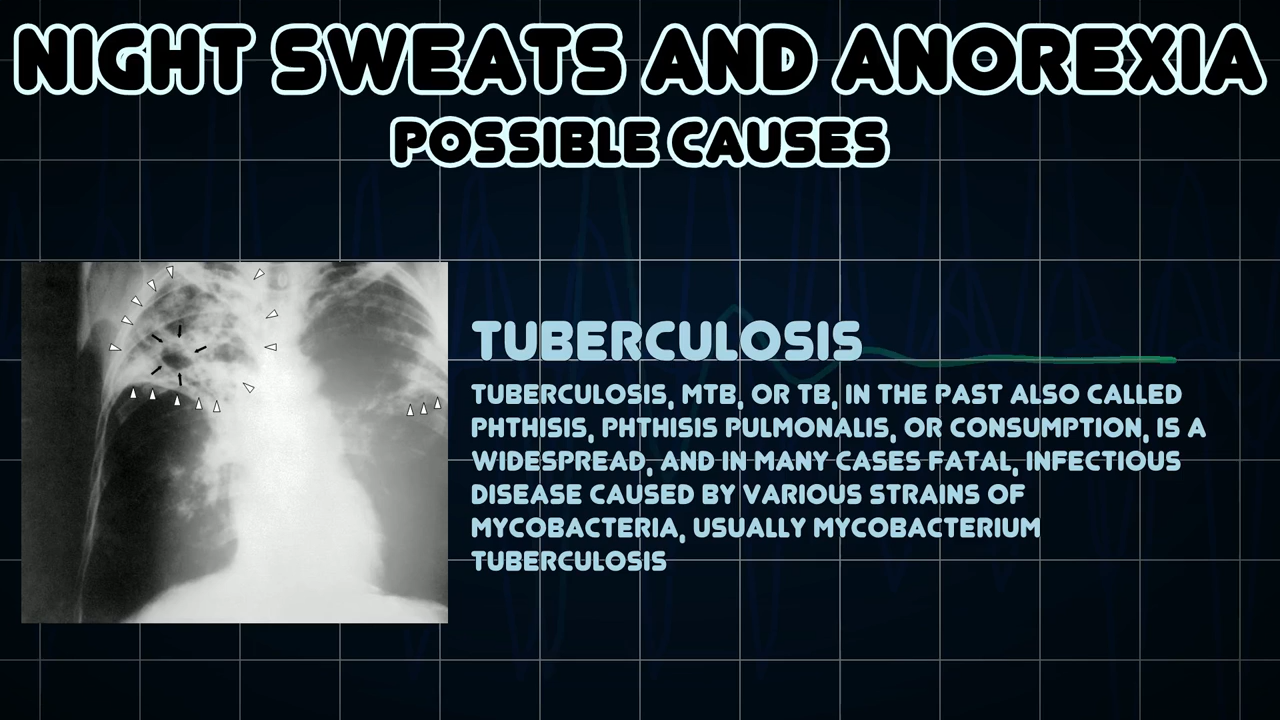 NIGHT SWEATS AND ANOREXIA
POSSIBLE CAUSES
TUBERCULOSIS
TUBERCULOSIS, MTB, OR TB, IN THE PAST ALSO CALLED
PHTHISIS, PHTHISIS PULMONALIS, OR CONSUMPTION, IS A
WIDESPREAD, AND IN MANY CASES FATAL, INFECTIOUS
DISEASE CAUSED BY VARIOUS STRAINS OF
MYCOBACTERIA, USUALLY MYCOBACTERIUM
TUBERCULOSIS